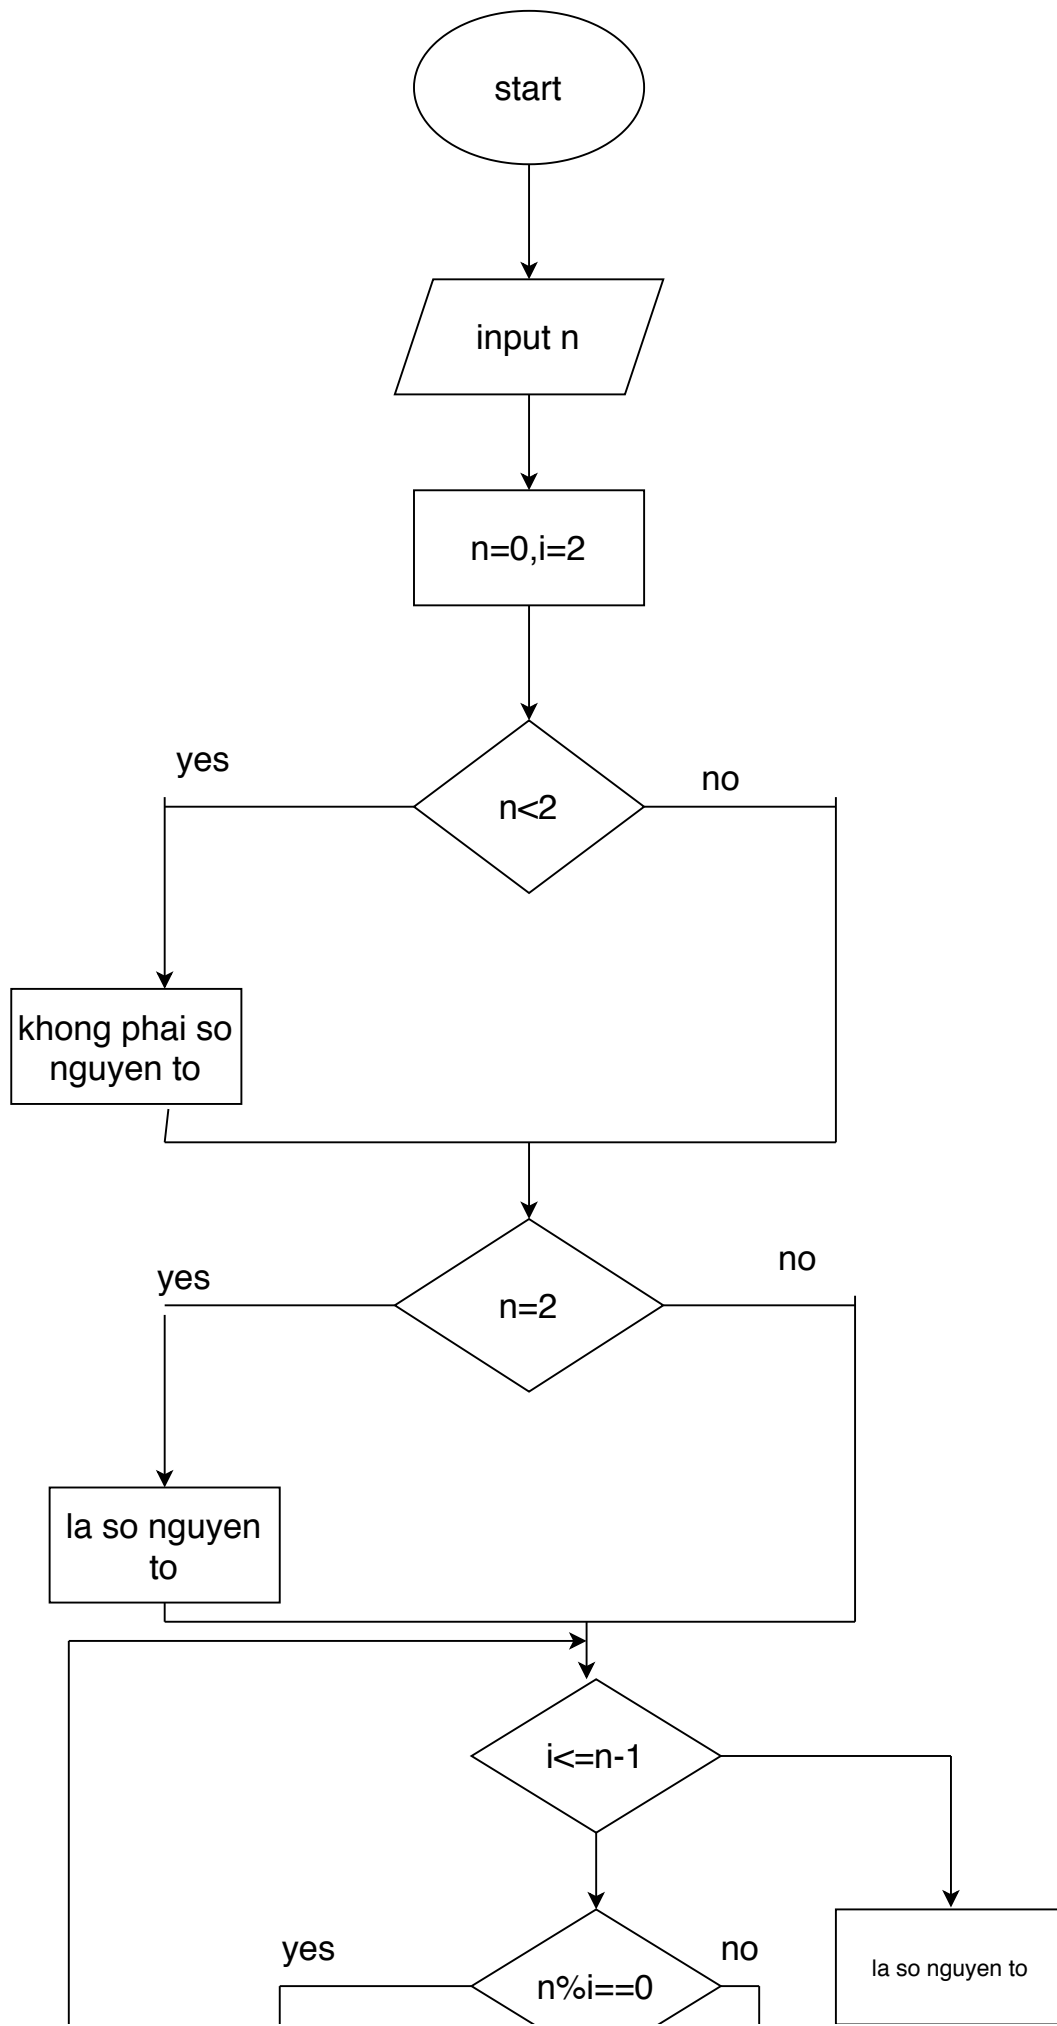 start
input n
n=0,i=2
yes
no
n<2
khong phai so
nguyen to
yes
no
n=2
la so nguyen
to
i<=n-1
yes
no
la so nguyen to
n%i==0